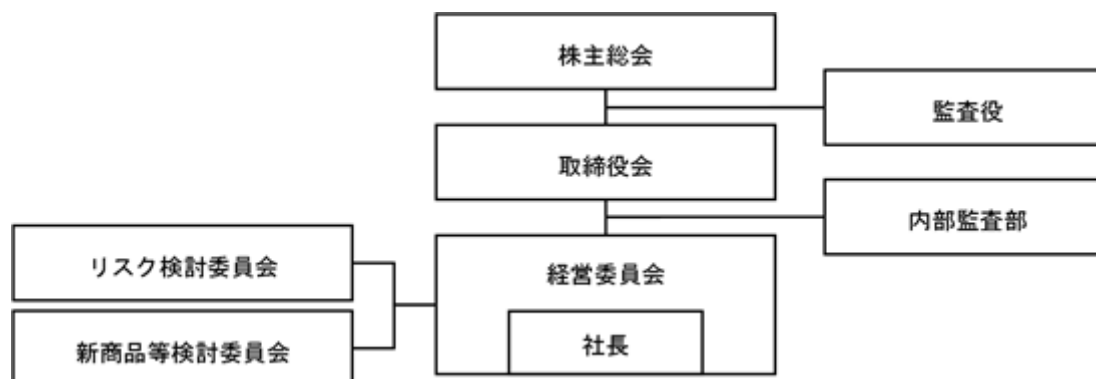 株主総会
監査役
取締役会
内部監査部
リスク検討委員会
経営委員会
新商品等検討委員会
社長